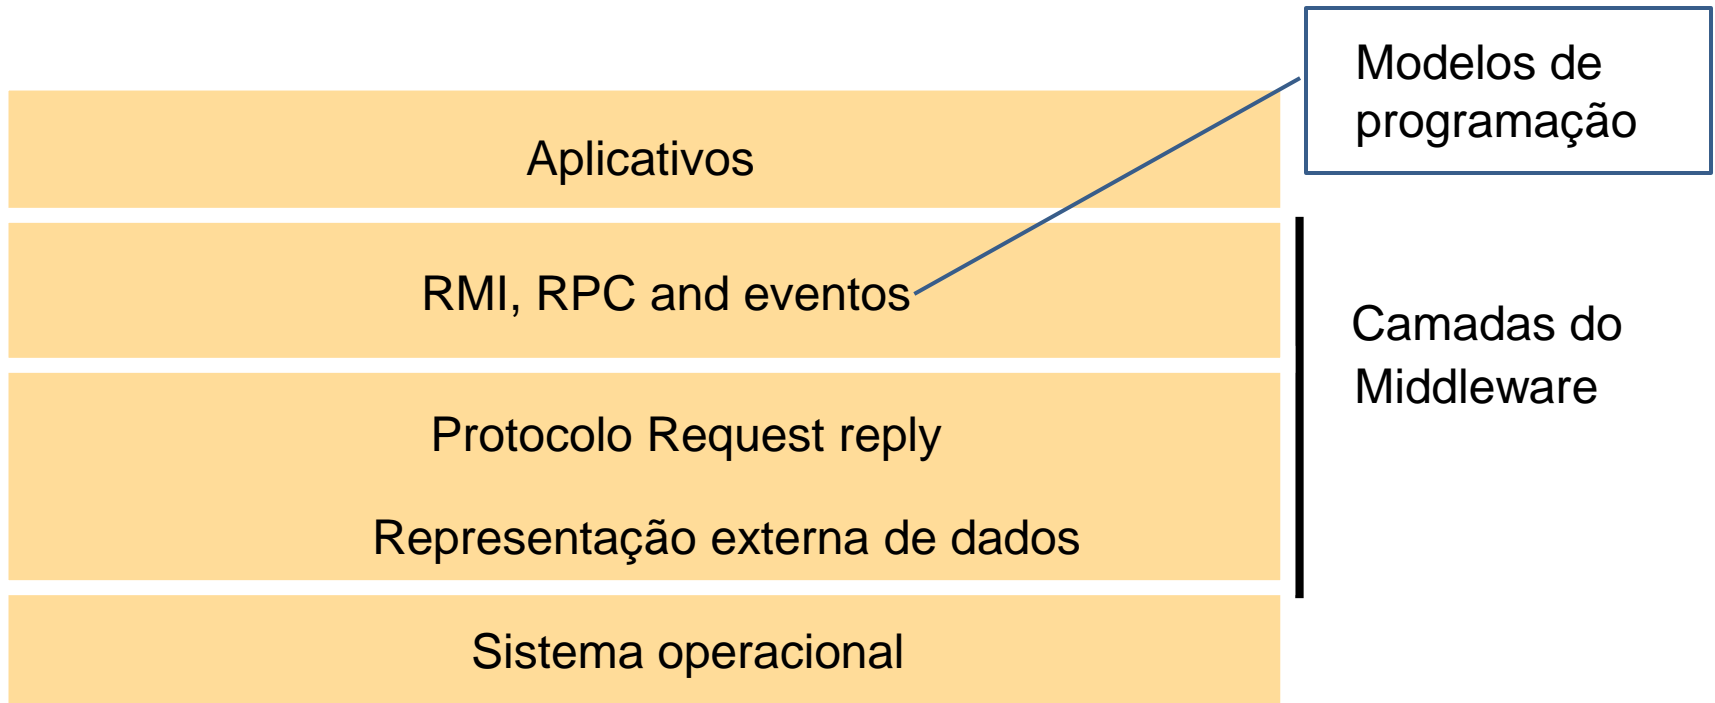 Modelos de
programação
Aplicativos
RMI, RPC and eventos
Camadas do
Middleware
Protocolo Request reply
Representação externa de dados
Sistema operacional